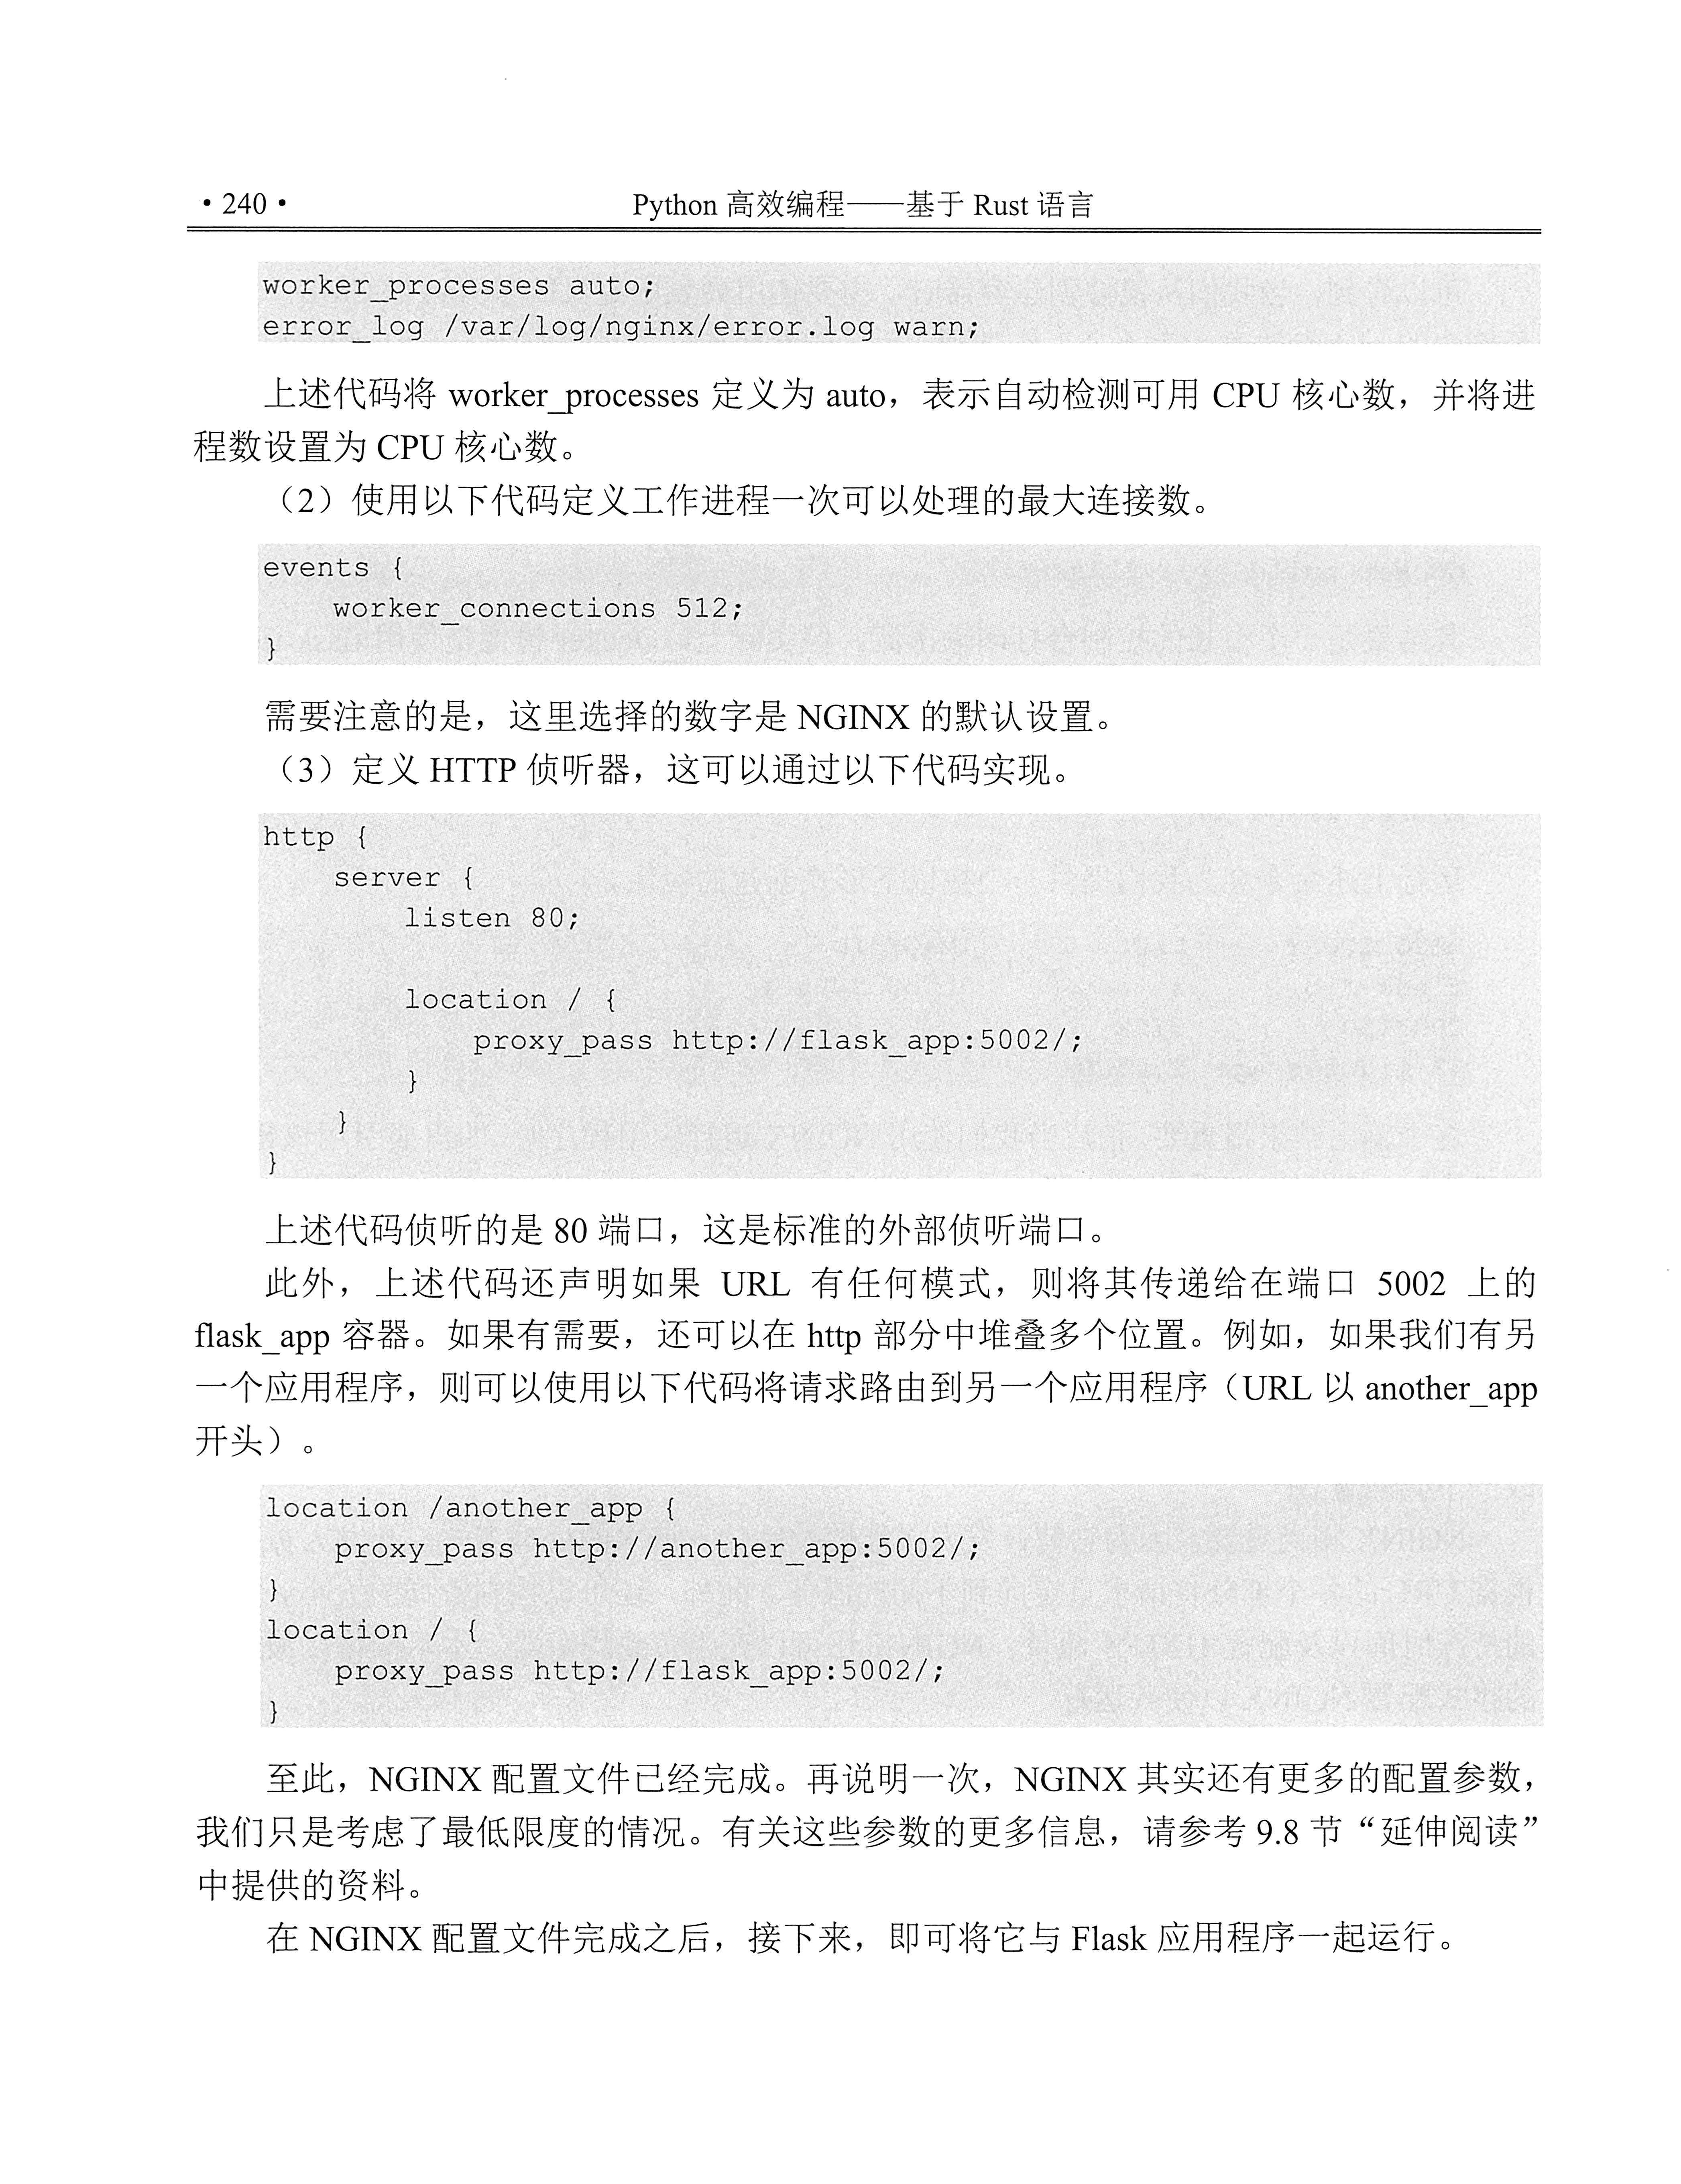 • 240 •
Python 高效编程——基于 Rust 语言
worker_processes auto;
error_log /var/log/nginx/error.log warn;
上述代码将 worker_processes 定义为 auto，表示自动检测可用 CPU 核心数，并将进
程数设置为 CPU 核心数。
（2）使用以下代码定义工作进程一次可以处理的最大连接数。
events {
    worker_connections 512;
}
需要注意的是，这里选择的数字是 NGINX 的默认设置。
（3）定义 HTTP 侦听器，这可以通过以下代码实现。
http {
    server {
        listen 80;
        location / {
            proxy_pass http://flask_app:5002/;
        }
    }
}
上述代码侦听的是 80 端口，这是标准的外部侦听端口。
此外，上述代码还声明如果 URL 有任何模式，则将其传递给在端口 5002 上的
flask_app 容器。如果有需要，还可以在 http 部分中堆叠多个位置。例如，如果我们有另
一个应用程序，则可以使用以下代码将请求路由到另一个应用程序（URL 以 another_app
开头）。
location /another_app {
    proxy_pass http://another_app:5002/;
}
location / {
    proxy_pass http://flask_app:5002/;
}
至此，NGINX 配置文件已经完成。再说明一次，NGINX 其实还有更多的配置参数，
我们只是考虑了最低限度的情况。有关这些参数的更多信息，请参考 9.8 节“延伸阅读”
中提供的资料。
在 NGINX 配置文件完成之后，接下来，即可将它与 Flask 应用程序一起运行。